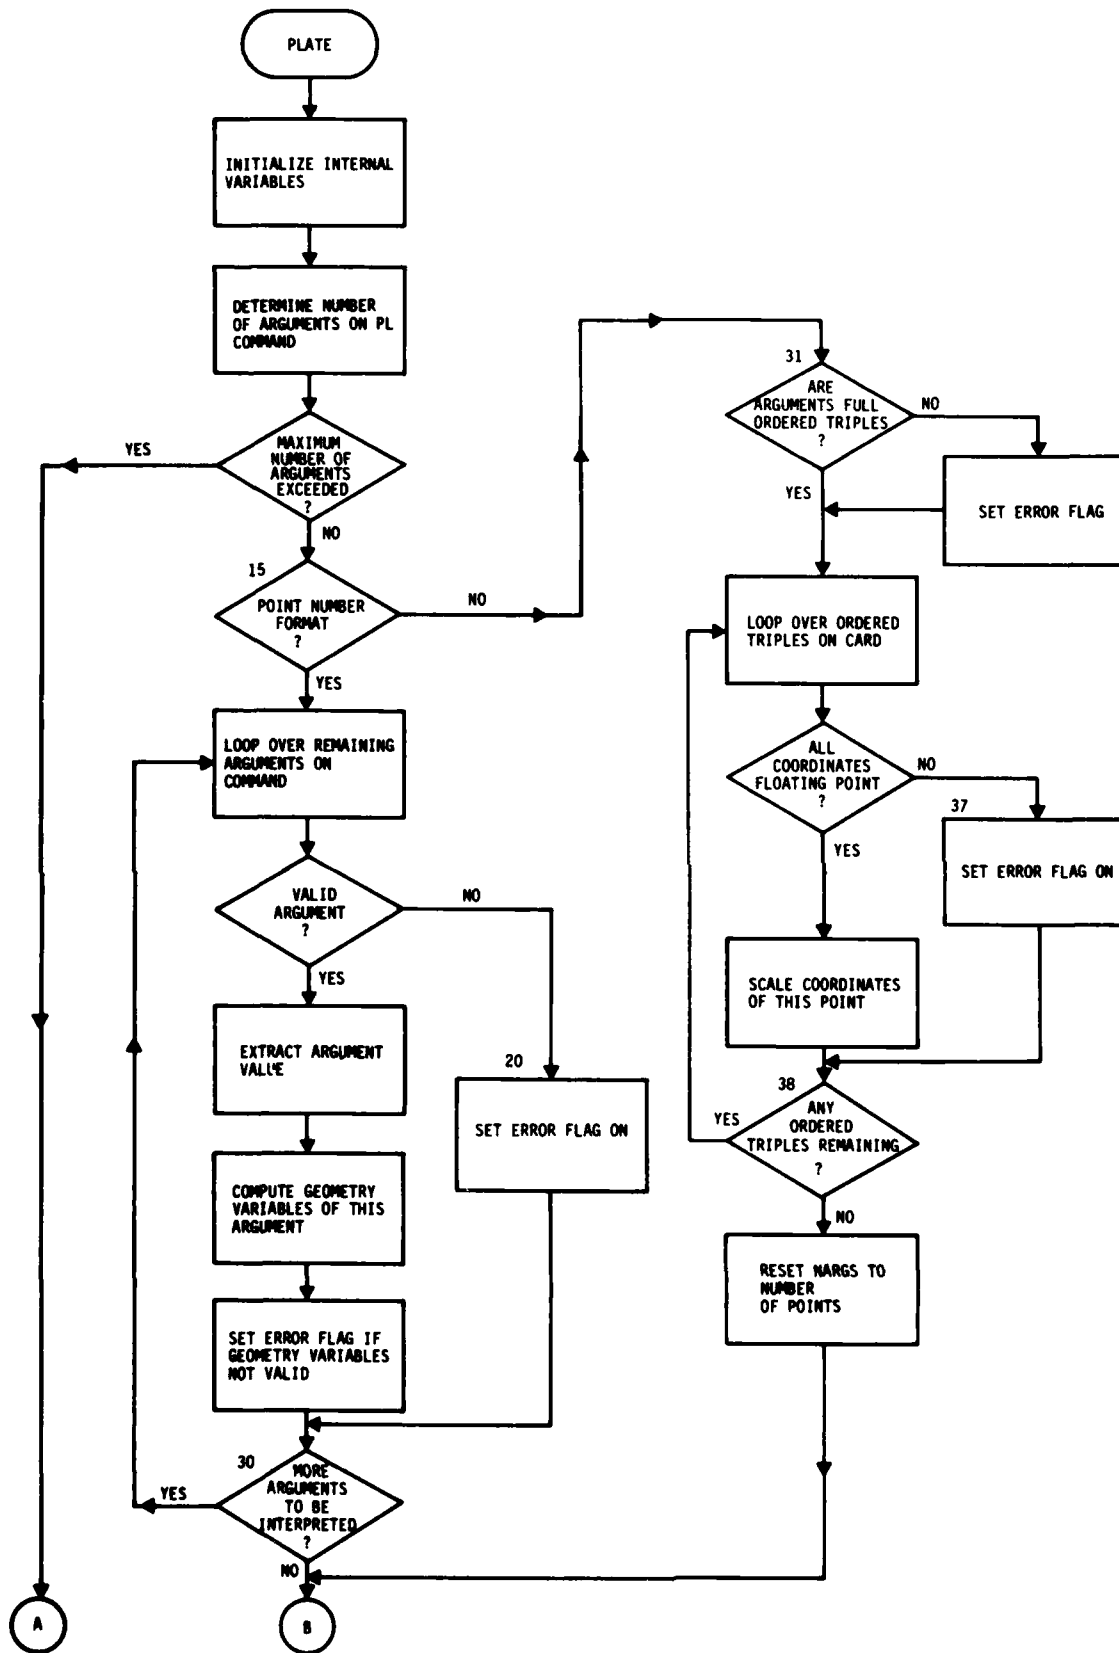 PLATE
INITIALIZE INTERNAL
VARIABLES
DETERMINE NUMBER
OF ARGUMENTS ON PL
COMMAND
MAXIMUM
NUMBER OF
ARGUMENTS
EXCEEDED
?
YES
NO
15
POINT NUMBER
FORMAT
?
NO
YES
LOOP OVER REMAINING
ARGUMENTS ON
COMMAND
VALID
ARGUMENT
?
NO
YES
EXTRACT ARGUMENT
VALUE
20
SET ERROR FLAG ON
COMPUTE GEOMETRY
VARIABLES OF THIS
ARGUMENT
SET ERROR FLAG IF
GEOMETRY VARIABLES
NOT VALID
30
MORE
ARGUMENTS
TO BE
INTERPRETED
?
YES
NO
A
B
31
ARE
ARGUMENTS FULL
ORDERED TRIPLES
?
NO
YES
SET ERROR FLAG
LOOP OVER ORDERED
TRIPLES ON CARD
ALL
COORDINATES
FLOATING POINT
?
NO
YES
37
SET ERROR FLAG ON
SCALE COORDINATES
OF THIS POINT
38
ANY
ORDERED
TRIPLES REMAINING
?
YES
NO
RESET NARGS TO
NUMBER
OF POINTS